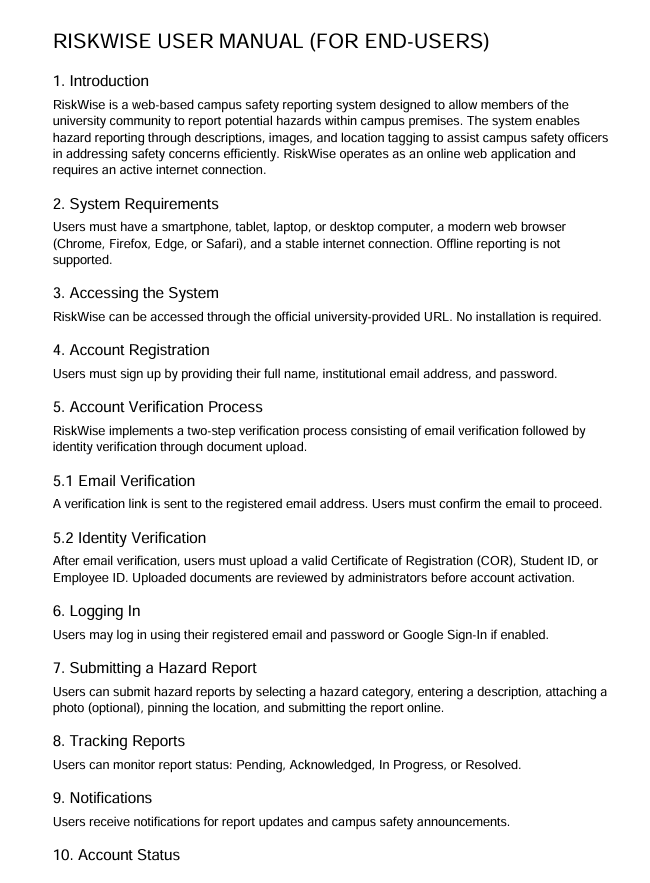 RISKWISE USER MANUAL (FOR END-USERS)
1. Introduction
RiskWise is a web-based campus safety reporting system designed to allow members of the
university community to report potential hazards within campus premises. The system enables
hazard reporting through descriptions, images, and location tagging to assist campus safety officers
in addressing safety concerns efficiently. RiskWise operates as an online web application and
requires an active internet connection.
2. System Requirements
Users must have a smartphone, tablet, laptop, or desktop computer, a modern web browser
(Chrome, Firefox, Edge, or Safari), and a stable internet connection. Offline reporting is not
supported.
3. Accessing the System
RiskWise can be accessed through the official university-provided URL. No installation is required.
4. Account Registration
Users must sign up by providing their full name, institutional email address, and password.
5. Account Verification Process
RiskWise implements a two-step verification process consisting of email verification followed by
identity verification through document upload.
5.1 Email Verification
A verification link is sent to the registered email address. Users must confirm the email to proceed.
5.2 Identity Verification
After email verification, users must upload a valid Certificate of Registration (COR), Student ID, or
Employee ID. Uploaded documents are reviewed by administrators before account activation.
6. Logging In
Users may log in using their registered email and password or Google Sign-In if enabled.
7. Submitting a Hazard Report
Users can submit hazard reports by selecting a hazard category, entering a description, attaching a
photo (optional), pinning the location, and submitting the report online.
8. Tracking Reports
Users can monitor report status: Pending, Acknowledged, In Progress, or Resolved.
9. Notifications
Users receive notifications for report updates and campus safety announcements.
10. Account Status